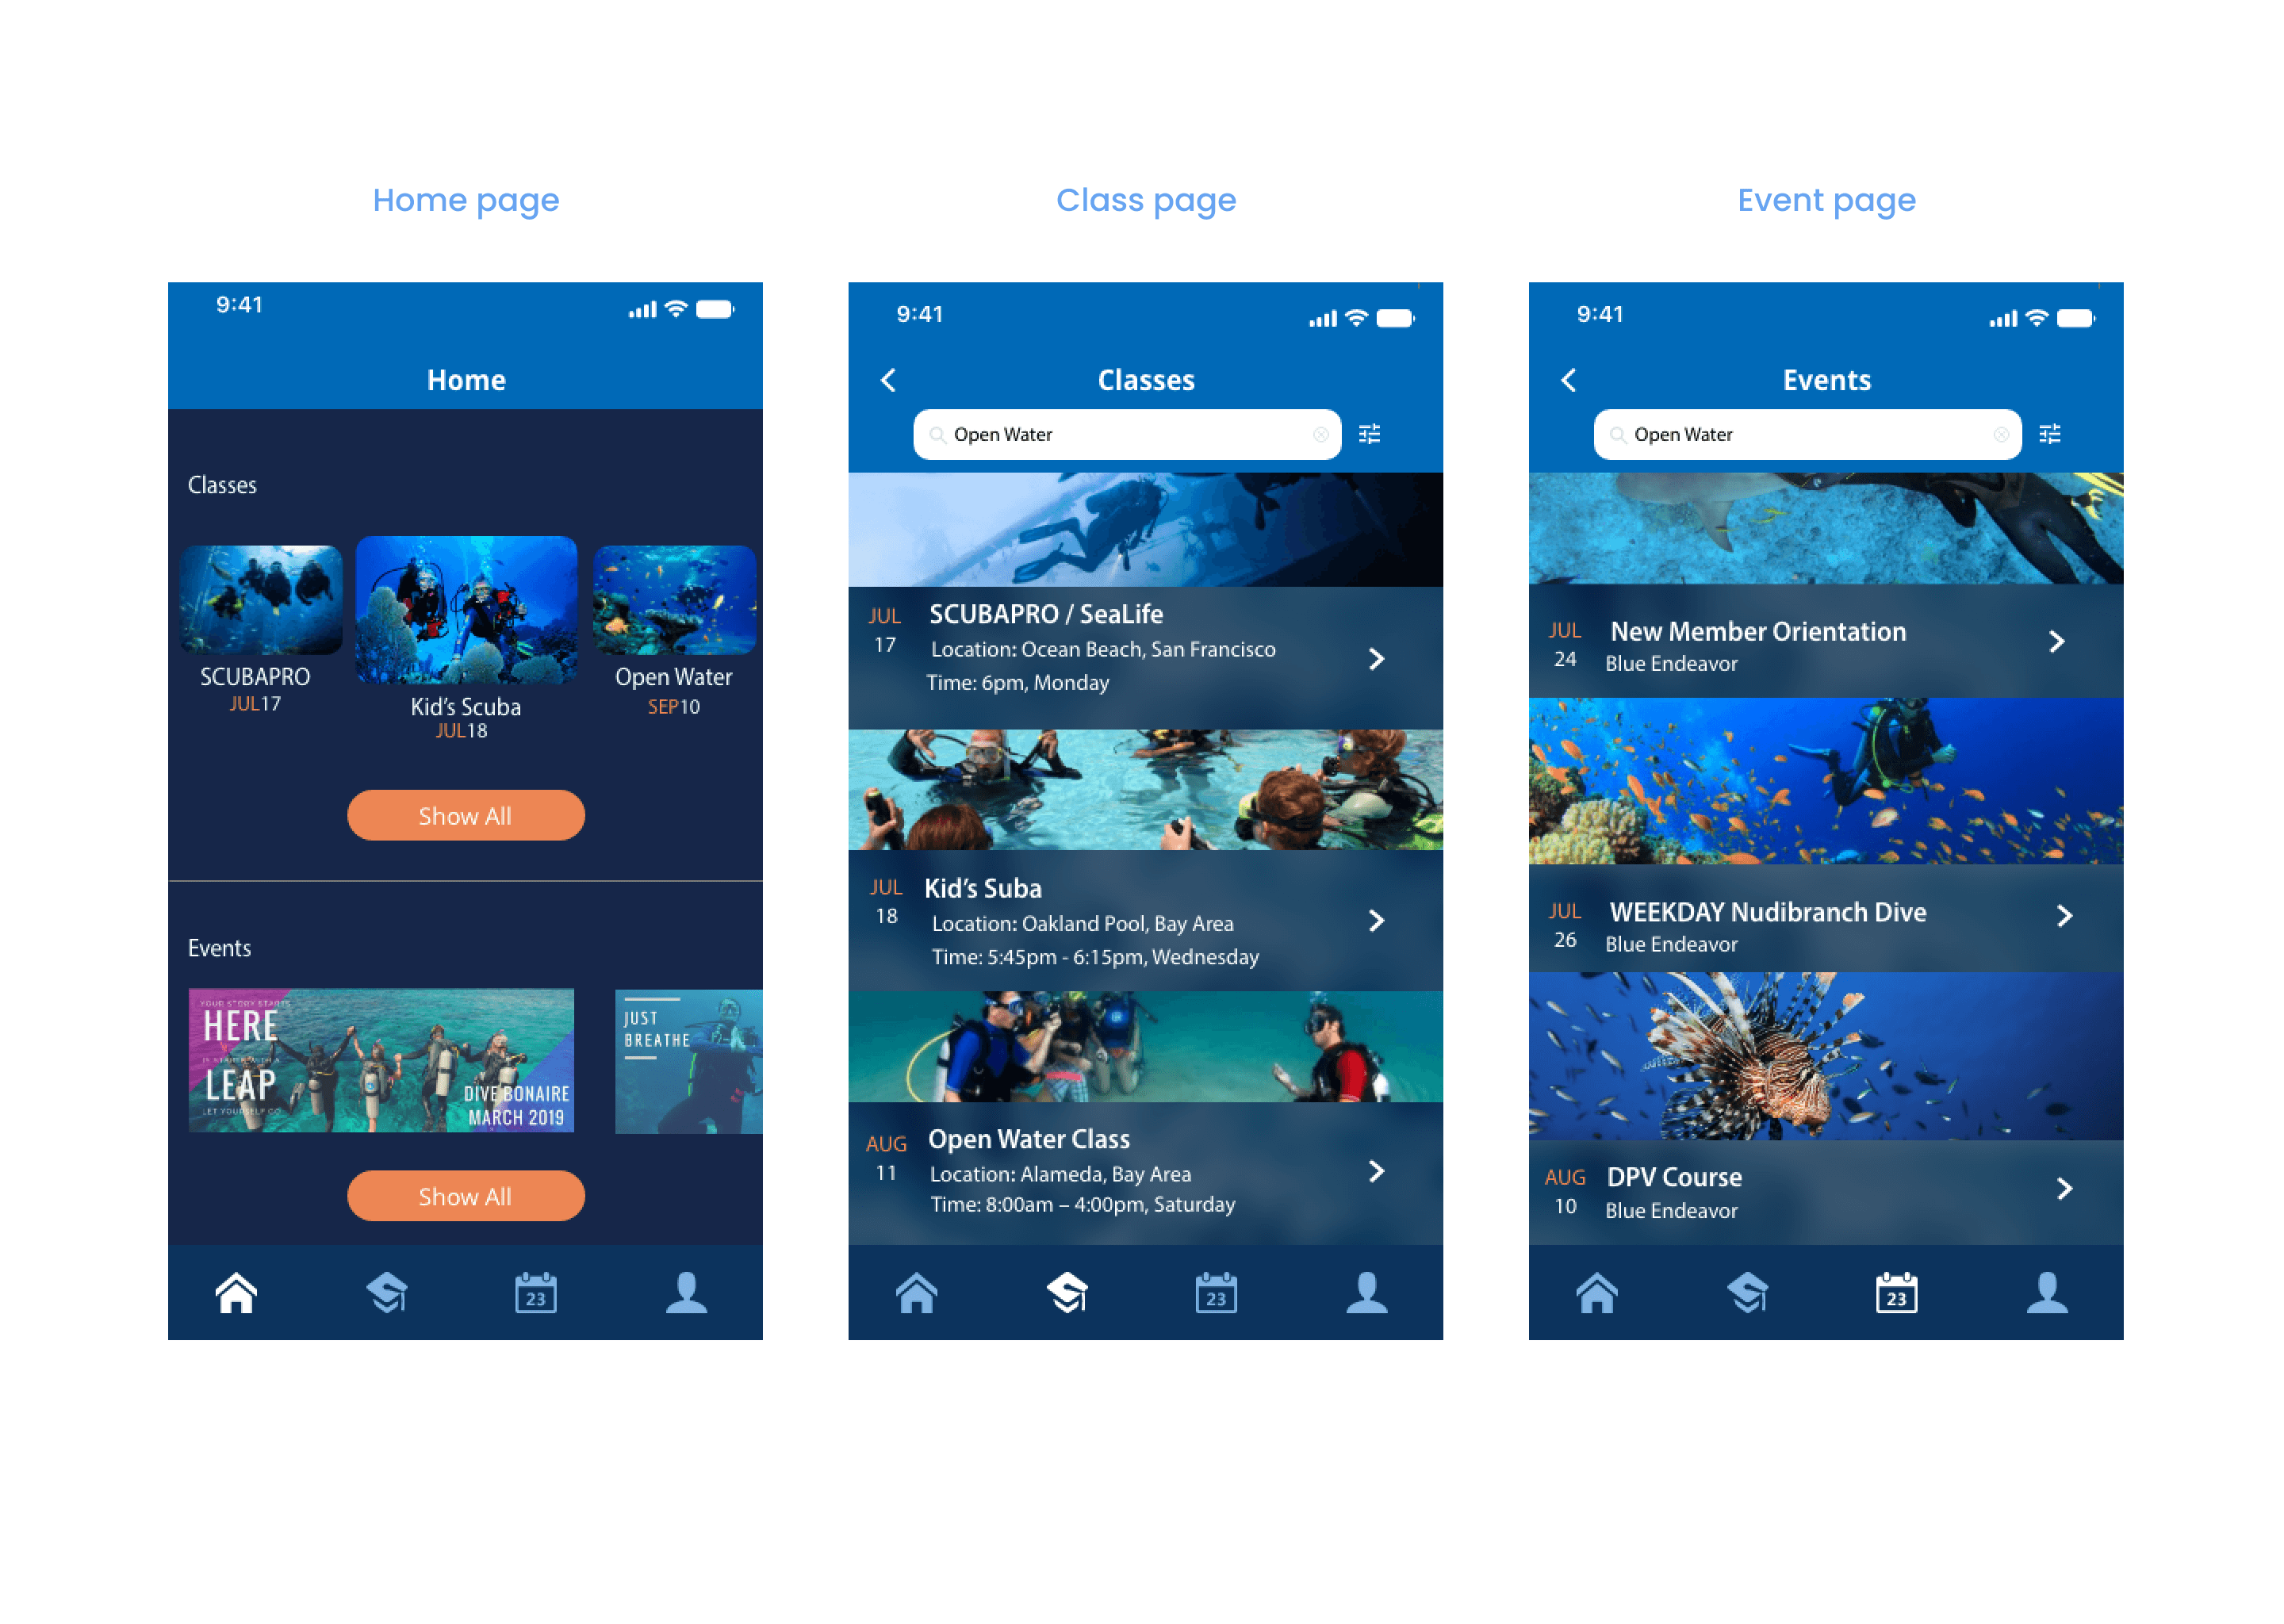 Home page
Class page
Event page
9:41
Home
Classes
SCUBAPRO
JUL17
Kid's Scuba
JUL18
Open Water
SEP10
Show All
Events
YOUR STORY STARTS
HERE
LEAP
LET YOURSELF GO
DIVE BONAIRE
MARCH 2019
JUST
BREATHE
Show All
23
9:41
Classes
Open Water
JUL
17
SCUBAPRO / SeaLife
Location: Ocean Beach, San Francisco
Time: 6pm, Monday
JUL
18
Kid's Suba
Location: Oakland Pool, Bay Area
Time: 5:45pm - 6:15pm, Wednesday
AUG
11
Open Water Class
Location: Alameda, Bay Area
Time: 8:00am – 4:00pm, Saturday
23
9:41
Events
Open Water
JUL
24
New Member Orientation
Blue Endeavor
JUL
26
WEEKDAY Nudibranch Dive
Blue Endeavor
AUG
10
DPV Course
Blue Endeavor
23